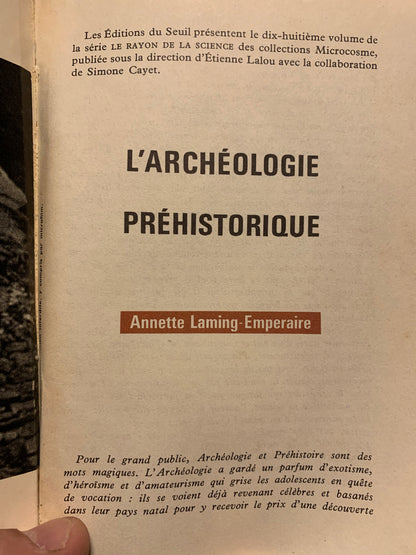 Les Éditions du Seuil présentent le dix-huitième volume de
la série LE RAYON DE LA SCIENCE des collections Microcosme,
publiée sous la direction d'Étienne Lalou avec la collaboration
de Simone Cayet.
L'ARCHÉOLOGIE
PRÉHISTORIQUE
Annette Laming-Emperaire
Pour le grand public, Archéologie et Préhistoire sont des
mots magiques. L'Archéologie a gardé un parfum d'exotisme,
d'héroïsme et d'amateurisme qui grise les adolescents en quête
de vocation : ils se voient déjà revenant célèbres et basanés
dans leur pays natal pour y recevoir le prix d'une découverte